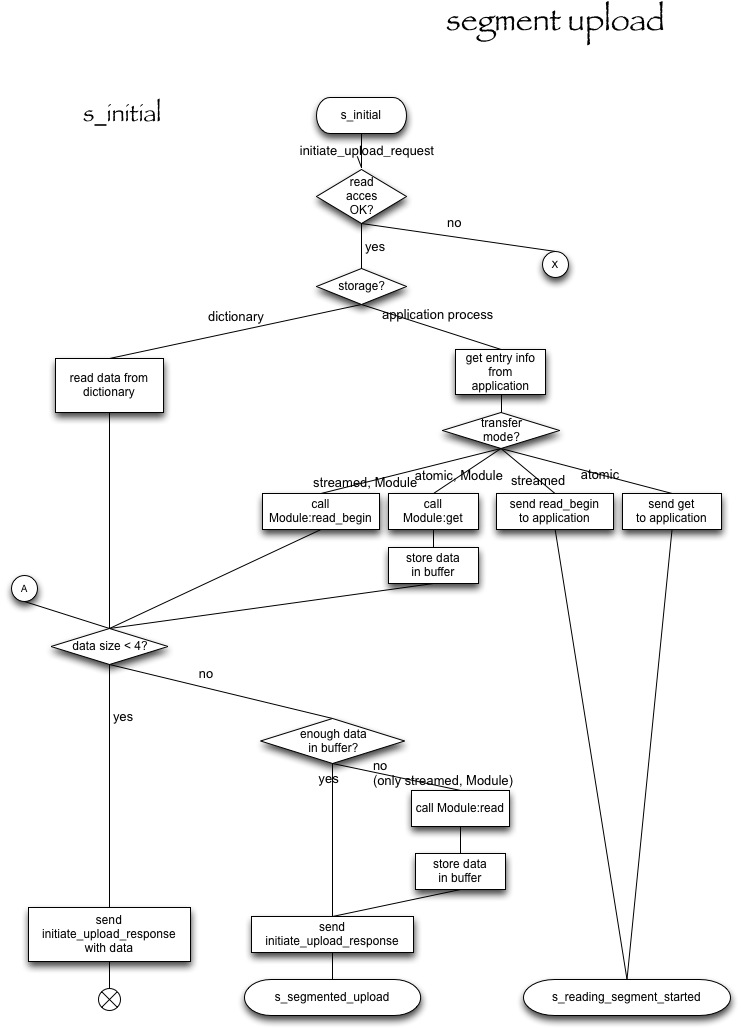 segment upload
s_initial
s_initial
initiate_upload_request
read
acces
OK?
no
X
yes
storage?
dictionary
application process
read data from
dictionary
get entry info
from
application
transfer
mode?
streamed, Module
atomic, Module
streamed
atomic
call
Module:read_begin
call
Module:get
send read_begin
to application
send get
to application
store data
in buffer
A
data size < 4?
no
yes
enough data
in buffer?
yes
no
(only streamed, Module)
call Module:read
store data
in buffer
send
initiate_upload_response
with data
send
initiate_upload_response
s_segmented_upload
s_reading_segment_started